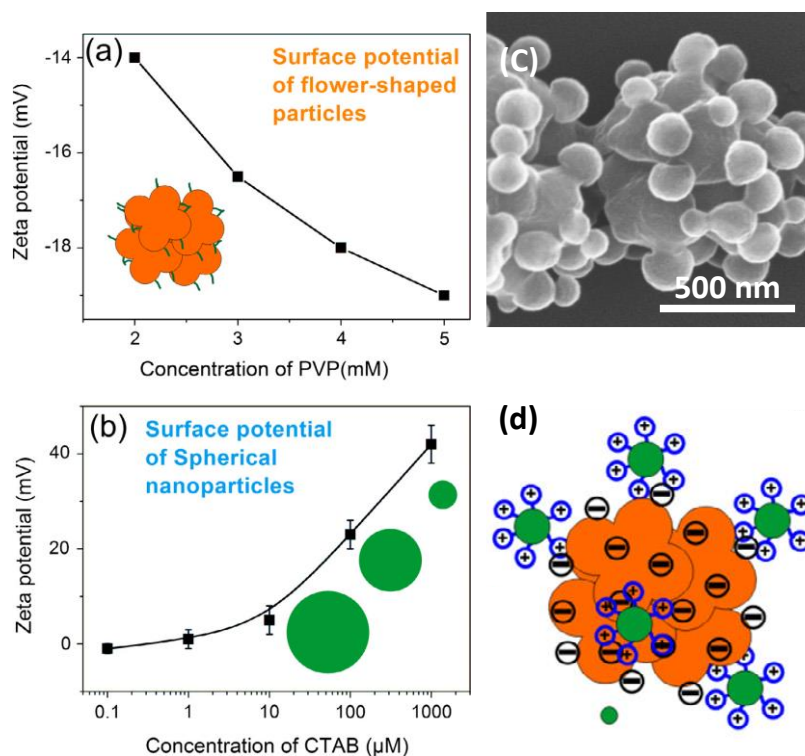 (a)
Surface potential
of flower-shaped
particles
-14
-16
-18
Zeta potential (mV)
2 3 4 5
Concentration of PVP(mM)
(C)
500 nm
(b)
Surface potential
of Spherical
nanoparticles
40
20
0
Zeta potential (mV)
0.1 1 10 100 1000
Concentration of CTAB (µM)
(d)